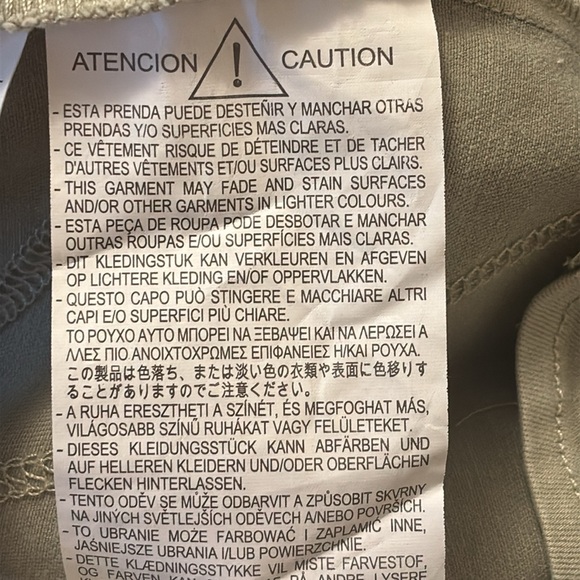 ATENCION ! CAUTION
- ESTA PRENDA PUEDE DESTEÑIR Y MANCHAR OTRAS
PRENDAS Y/O SUPERFICIES MAS CLARAS.
- CE VÊTEMENT RISQUE DE DÉTEINDRE ET DE TACHER
D'AUTRES VÊTEMENTS ET/OU SURFACES PLUS CLAIRS.
- THIS GARMENT MAY FADE AND STAIN SURFACES
AND/OR OTHER GARMENTS IN LIGHTER COLOURS.
- ESTA PEÇA DE ROUPA PODE DESBOTAR E MANCHAR
OUTRAS ROUPAS E/OU SUPERFÍCIES MAIS CLARAS.
- DIT KLEDINGSTUK KAN VERKLEUREN EN AFGEVEN
OP LICHTERE KLEDING EN/OF OPPERVLAKKEN.
- QUESTO CAPO PUÒ STINGERE E MACCHIARE ALTRI
CAPI E/O SUPERFICI PIÙ CHIARE.
ΤΟ ΡΟΥΧΟ ΑΥΤΟ ΜΠΟΡΕΙ ΝΑ ΞΕΒΑΨΕΙ ΚΑΙ ΝΑ ΛΕΡΩΣΕΙ Α
ΛΛΕΣ ΠΙΟ ΑΝΟΙΧΤΟΧΡΩΜΕΣ ΕΠΙΦΑΝΕΙΕΣ Η/ΚΑΙ ΡΟΥΧΑ.
この製品は色落ち、または淡い色の衣類や表面に色移りす
ることがありますのでご注意ください。
- A RUHA ERESZTHETI A SZÍNÉT, ÉS MEGFOGHAT MÁS,
VILÁGOSABB SZÍNŰ RUHÁKAT VAGY FELÜLETEKET.
- DIESES KLEIDUNGSSTÜCK KANN ABFÄRBEN UND
AUF HELLEREN KLEIDERN UND/ODER OBERFLÄCHEN
FLECKEN HINTERLASSEN.
- TENTO ODĚV SE MŮŽE ODBARVIT A ZPŮSOBIT SKVRNY
NA JINÝCH SVĚTLEJŠÍCH ODĚVECH A/NEBO POVRŠÍCH.
- TO UBRANIE MOŻE FARBOWAĆ I ZAPLAMIĆ INNE,
JAŚNIEJSZE UBRANIA I/LUB POWIERZCHNIE.
- DETTE KLÆDNINGSSTYKKE VIL MISTE FARVESTOF,
OG FARVEN KAN PÅ ANDRE LYSERE